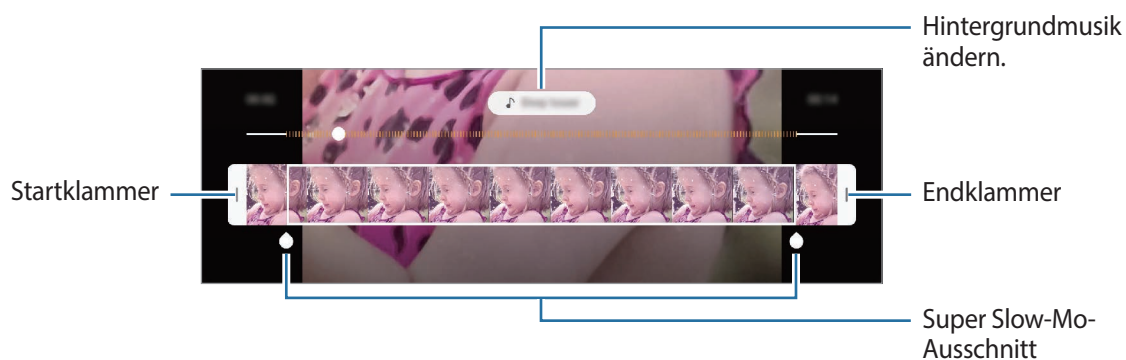 Hintergrundmusik
ändern.
Startklammer
Endklammer
Super Slow-Mo-
Ausschnitt